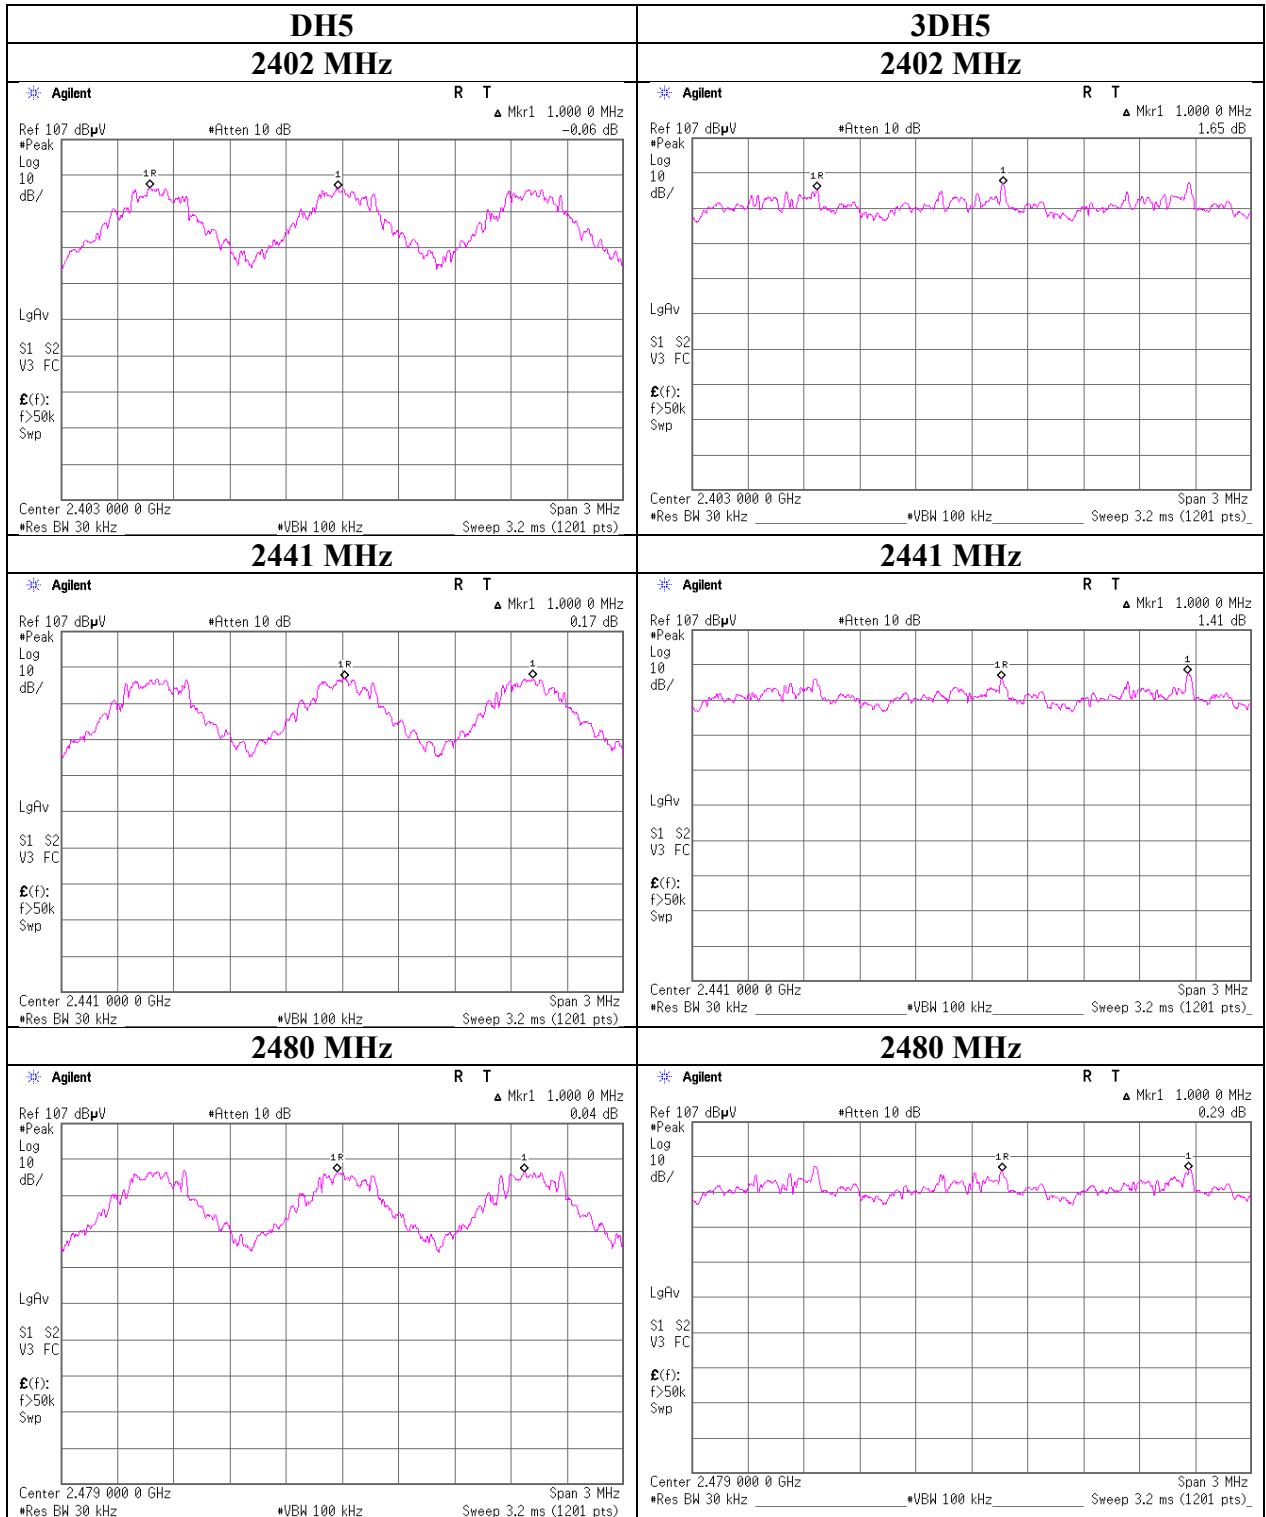 DH5
3DH5
2402 MHz
2402 MHz
Agilent
R T
Δ Mkr1 1.000 0 MHz
Ref 107 dBµV
#Atten 10 dB
-0.06 dB
#Peak
Log
10
dB/
1R
1
LgAv
S1 S2
V3 FC
£(f):
f>50k
Swp
Center 2.403 000 0 GHz
Span 3 MHz
#Res BW 30 kHz
#VBW 100 kHz
Sweep 3.2 ms (1201 pts)
Agilent
R T
Δ Mkr1 1.000 0 MHz
Ref 107 dBµV
#Atten 10 dB
1.65 dB
#Peak
Log
10
dB/
1R
1
LgAv
S1 S2
V3 FC
£(f):
f>50k
Swp
Center 2.403 000 0 GHz
Span 3 MHz
#Res BW 30 kHz
#VBW 100 kHz
Sweep 3.2 ms (1201 pts)
2441 MHz
2441 MHz
Agilent
R T
Δ Mkr1 1.000 0 MHz
Ref 107 dBµV
#Atten 10 dB
0.17 dB
#Peak
Log
10
dB/
1R
1
LgAv
S1 S2
V3 FC
£(f):
f>50k
Swp
Center 2.441 000 0 GHz
Span 3 MHz
#Res BW 30 kHz
#VBW 100 kHz
Sweep 3.2 ms (1201 pts)
Agilent
R T
Δ Mkr1 1.000 0 MHz
Ref 107 dBµV
#Atten 10 dB
1.41 dB
#Peak
Log
10
dB/
1R
1
LgAv
S1 S2
V3 FC
£(f):
f>50k
Swp
Center 2.441 000 0 GHz
Span 3 MHz
#Res BW 30 kHz
#VBW 100 kHz
Sweep 3.2 ms (1201 pts)
2480 MHz
2480 MHz
Agilent
R T
Δ Mkr1 1.000 0 MHz
Ref 107 dBµV
#Atten 10 dB
0.04 dB
#Peak
Log
10
dB/
1R
1
LgAv
S1 S2
V3 FC
£(f):
f>50k
Swp
Center 2.479 000 0 GHz
Span 3 MHz
#Res BW 30 kHz
#VBW 100 kHz
Sweep 3.2 ms (1201 pts)
Agilent
R T
Δ Mkr1 1.000 0 MHz
Ref 107 dBµV
#Atten 10 dB
0.29 dB
#Peak
Log
10
dB/
1R
1
LgAv
S1 S2
V3 FC
£(f):
f>50k
Swp
Center 2.479 000 0 GHz
Span 3 MHz
#Res BW 30 kHz
#VBW 100 kHz
Sweep 3.2 ms (1201 pts)